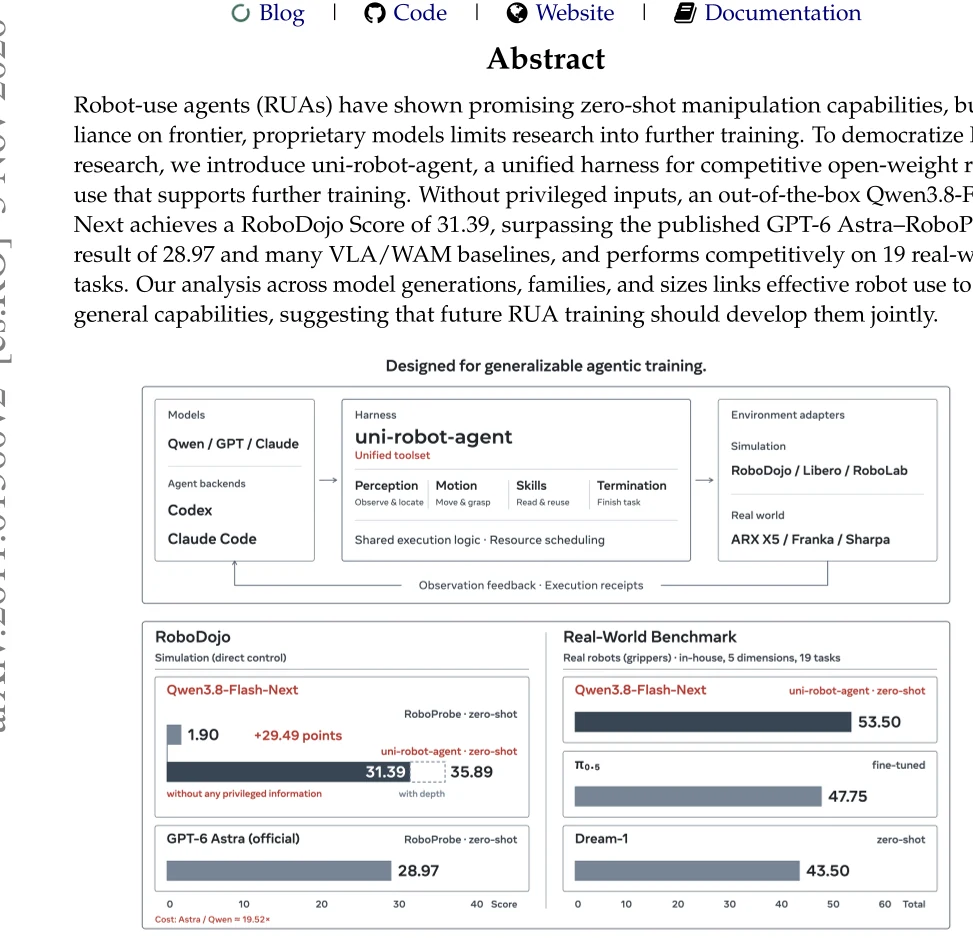 Blog | Code | Website | Documentation
Abstract
Robot-use agents (RUAs) have shown promising zero-shot manipulation capabilities, bu
liance on frontier, proprietary models limits research into further training. To democratize
research, we introduce uni-robot-agent, a unified harness for competitive open-weight r
use that supports further training. Without privileged inputs, an out-of-the-box Qwen3.8-F
Next achieves a RoboDojo Score of 31.39, surpassing the published GPT-6 Astra–RoboP
result of 28.97 and many VLA/WAM baselines, and performs competitively on 19 real-w
tasks. Our analysis across model generations, families, and sizes links effective robot use to
general capabilities, suggesting that future RUA training should develop them jointly.
Designed for generalizable agentic training.
Models
Qwen / GPT / Claude
Agent backends
Codex
Claude Code
Harness
uni-robot-agent
Unified toolset
Perception
Observe & locate
Motion
Move & grasp
Skills
Read & reuse
Termination
Finish task
Shared execution logic · Resource scheduling
Environment adapters
Simulation
RoboDojo / Libero / RoboLab
Real world
ARX X5 / Franka / Sharpa
Observation feedback · Execution receipts
RoboDojo
Simulation (direct control)
Qwen3.8-Flash-Next
RoboProbe · zero-shot
1.90 +29.49 points
uni-robot-agent · zero-shot
31.39 35.89
without any privileged information with depth
GPT-6 Astra (official) RoboProbe · zero-shot
28.97
0 10 20 30 40 Score
Cost: Astra / Qwen ≈ 19.52×
Real-World Benchmark
Real robots (grippers) · in-house, 5 dimensions, 19 tasks
Qwen3.8-Flash-Next uni-robot-agent · zero-shot
53.50
π0.5 fine-tuned
47.75
Dream-1 zero-shot
43.50
0 10 20 30 40 50 60 Total